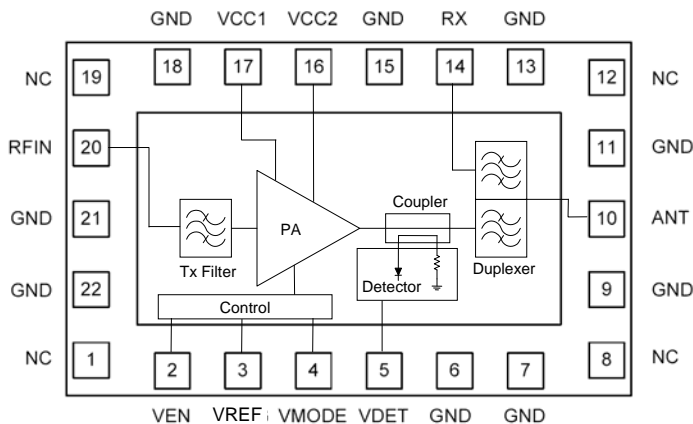 GND VCC1 VCC2 GND RX GND
18 17 16 15 14 13
NC 19 12 NC
RFIN 20 11 GND
Coupler
GND 21 PA 10 ANT
Tx Filter Duplexer
Detector
GND 22 9 GND
Control
NC 1 2 3 4 5 6 7 8 NC
VEN VREF VMODE VDET GND GND